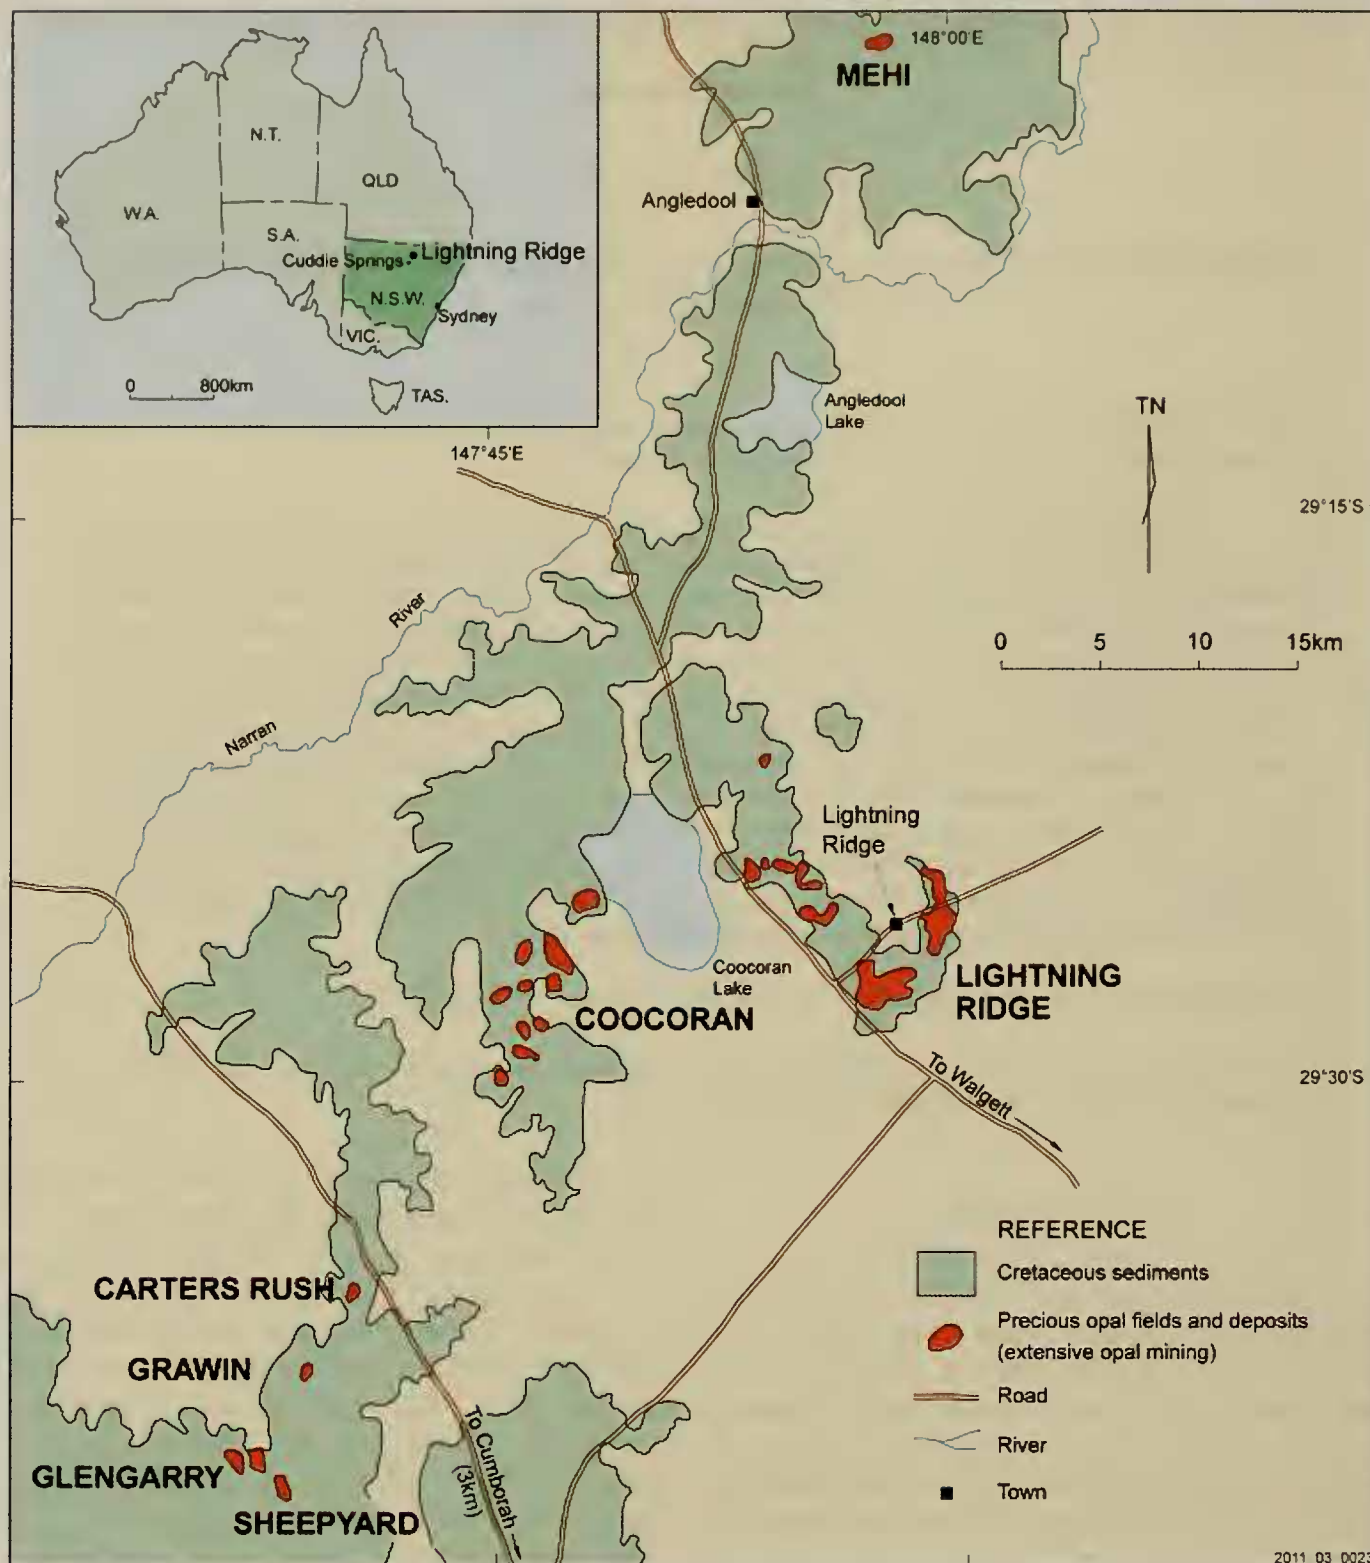 148°00'E
MEHI
N.T.
QLD
W.A.
S.A.
Lightning Ridge
Cuddie Springs
N.S.W.
Sydney
VIC.
0 800km
TAS.
Angledool
Angledool
Lake
147°45'E
TN
29°15'S
River
Narran
0 5 10 15km
Lightning
Ridge
Coocoran
Lake
COOCORAN
LIGHTNING
RIDGE
To Walgett
29°30'S
REFERENCE
Cretaceous sediments
Precious opal fields and deposits
(extensive opal mining)
Road
River
Town
CARTERS RUSH
GRAWIN
GLENGARRY
SHEEPYARD
To Cumborah
(3km)